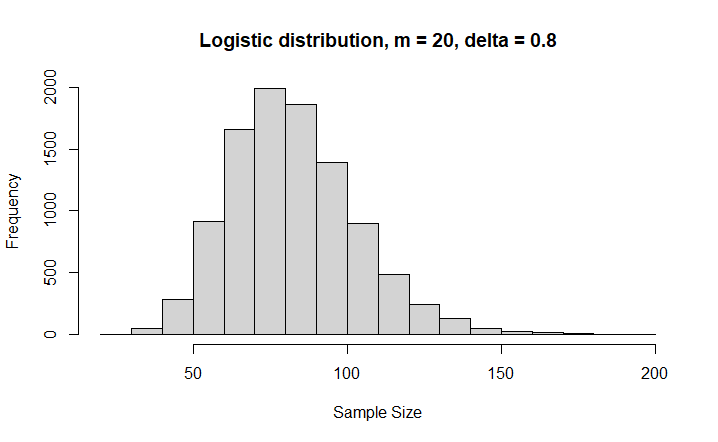 Logistic distribution, m = 20, delta = 0.8
2000
1500
1000
500
0
Frequency
50 100 150 200
Sample Size